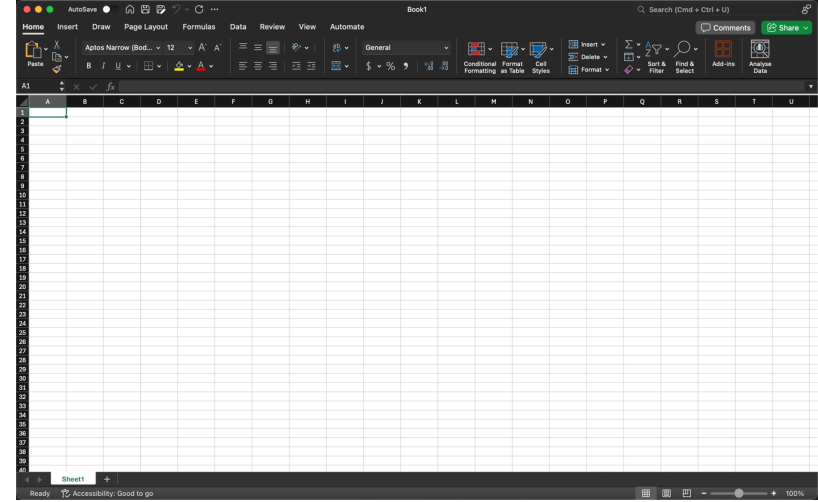 AutoSave
Book1
Search (Cmd + Ctrl + U)
Home Insert Draw Page Layout Formulas Data Review View Automate
Comments Share
Paste
Aptos Narrow (Bod... 12
B I U
General
$ % 9
Conditional Formatting
Format as Table
Cell Styles
Insert
Delete
Format
Sort & Filter
Find & Select
Add-ins
Analyse Data
A1 fx
A B C D E F G H I J K L M N O P Q R S T U
1
2
3
4
5
6
7
8
9
10
11
12
13
14
15
16
17
18
19
20
21
22
23
24
25
26
27
28
29
30
31
32
33
34
35
36
37
38
39
40
Sheet1 +
Ready Accessibility: Good to go
- + 100%